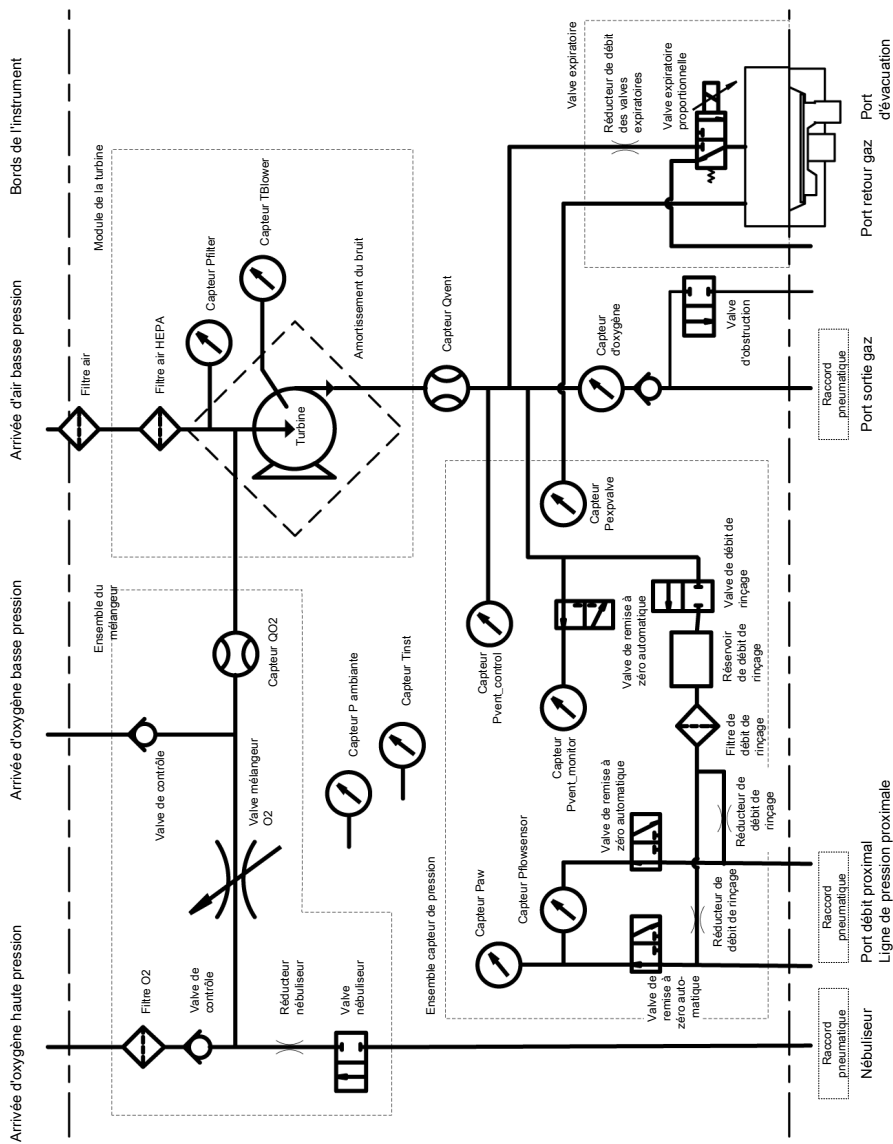 Arrivée d'oxygène haute pression
Arrivée d'oxygène basse pression
Arrivée d'air basse pression
Bords de l'instrument
Filtre air
Ensemble du
mélangeur
Module de la turbine
Filtre O2
Valve de
contrôle
Valve de contrôle
Filtre air HEPA
Capteur Pfilter
Capteur TBlower
Réducteur
nébuliseur
Valve mélangeur
O2
Capteur QO2
Turbine
Valve
nébuliseur
Capteur P ambiante
Capteur Tinst
Amortissement du bruit
Ensemble capteur de pression
Capteur Qvent
Capteur Paw
Capteur Pflowsensor
Capteur
Pvent_control
Capteur
Pvent_monitor
Capteur
Pexpvalve
Capteur
d'oxygène
Valve expiratoire
Réducteur de débit
des valves
expiratoires
Valve expiratoire
proportionnelle
Valve de remise à
zéro automatique
Valve de remise à
zéro automatique
Valve de
remise à
zéro auto-
matique
Réducteur de
débit de rinçage
Réducteur de
débit de
rinçage
Filtre de
débit de
rinçage
Réservoir
de débit de
rinçage
Valve de débit de
rinçage
Valve
d'obstruction
Raccord
pneumatique
Nébuliseur
Raccord
pneumatique
Port débit proximal
Ligne de pression proximale
Raccord
pneumatique
Port sortie gaz
Port retour gaz
Port
d'évacuation